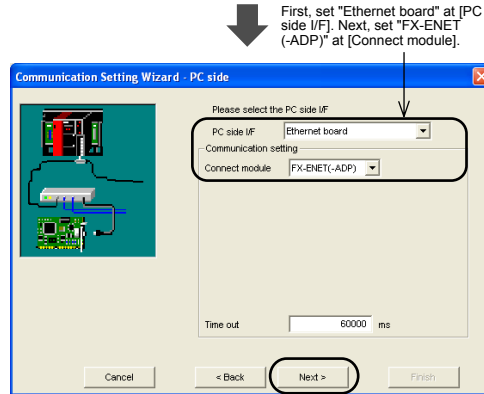 First, set "Ethernet board" at [PC
side I/F]. Next, set "FX-ENET
(-ADP)" at [Connect module].
Communication Setting Wizard - PC side
Please select the PC side I/F
PC side I/F Ethernet board
Communication setting
Connect module FX-ENET(-ADP)
Time out 60000 ms
Cancel < Back Next > Finish